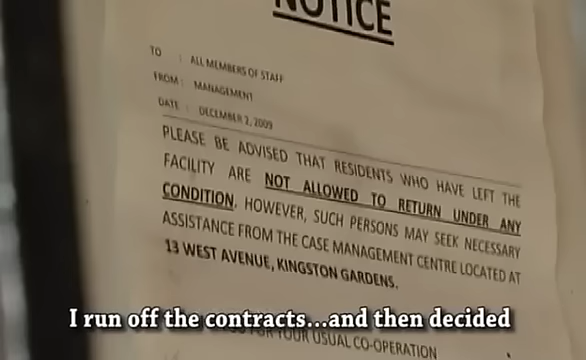 NOTICE
TO : ALL MEMBERS OF STAFF
FROM : MANAGEMENT
DATE : DECEMBER 2, 2009
PLEASE BE ADVISED THAT RESIDENTS WHO HAVE LEFT THE
FACILITY ARE NOT ALLOWED TO RETURN UNDER ANY
CONDITION. HOWEVER, SUCH PERSONS MAY SEEK NECESSARY
ASSISTANCE FROM THE CASE MANAGEMENT CENTRE LOCATED AT
13 WEST AVENUE, KINGSTON GARDENS.
I run off the contracts...and then decided
FOR YOUR USUAL CO-OPERATION